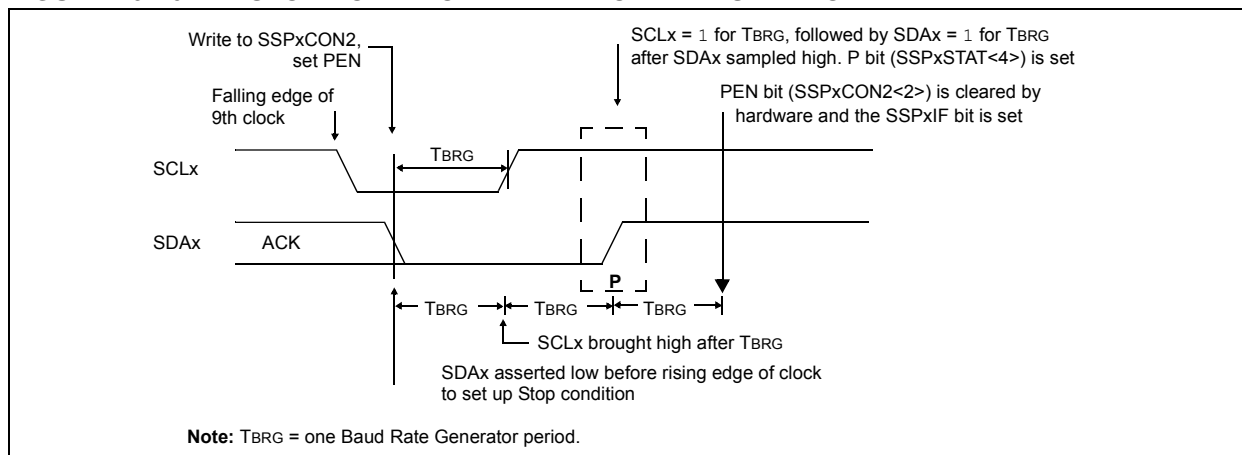 Write to SSPxCON2,
set PEN
SCLx = 1 for TBRG, followed by SDAx = 1 for TBRG
after SDAx sampled high. P bit (SSPxSTAT<4>) is set
Falling edge of
9th clock
PEN bit (SSPxCON2<2>) is cleared by
hardware and the SSPxIF bit is set
TBRG
SCLx
SDAx
ACK
P
TBRG
TBRG
TBRG
SCLx brought high after TBRG
SDAx asserted low before rising edge of clock
to set up Stop condition
Note: TBRG = one Baud Rate Generator period.